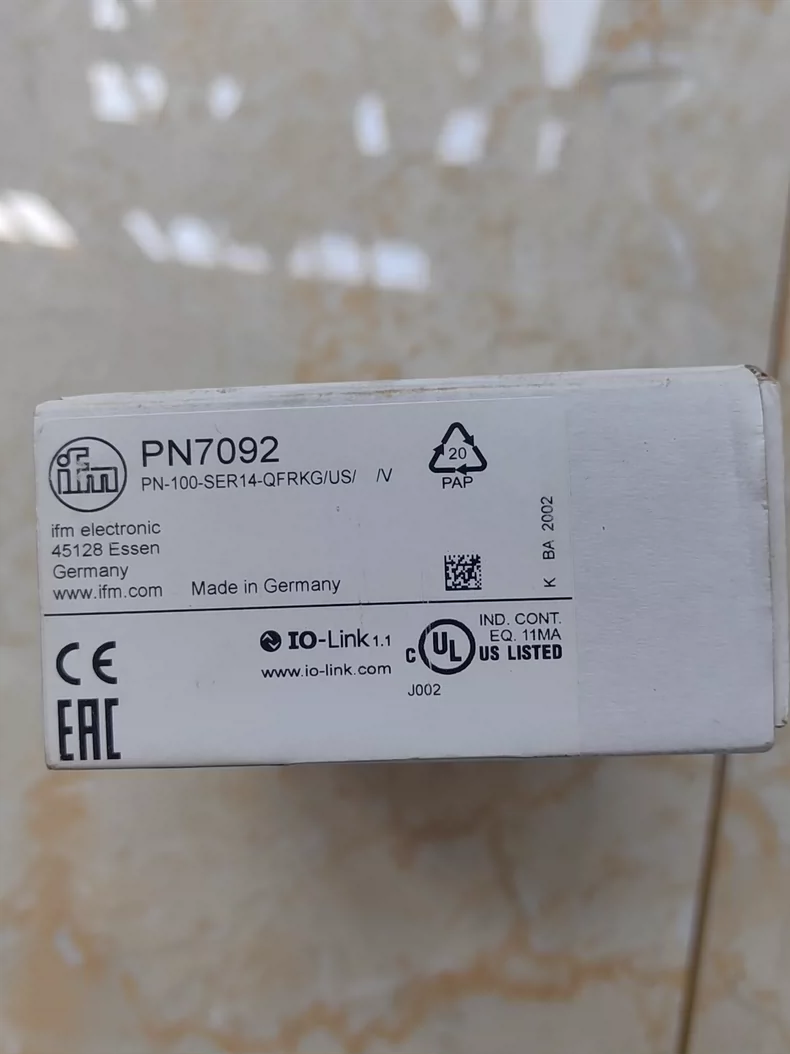 ifm
PN7092
PN-100-SER14-QFRKG/US/ /V
20
PAP
ifm electronic
45128 Essen
Germany
www.ifm.com
Made in Germany
K BA 2002
CE
EAC
IO-Link 1.1
www.io-link.com
c UL US LISTED
IND. CONT.
EQ. 11MA
J002